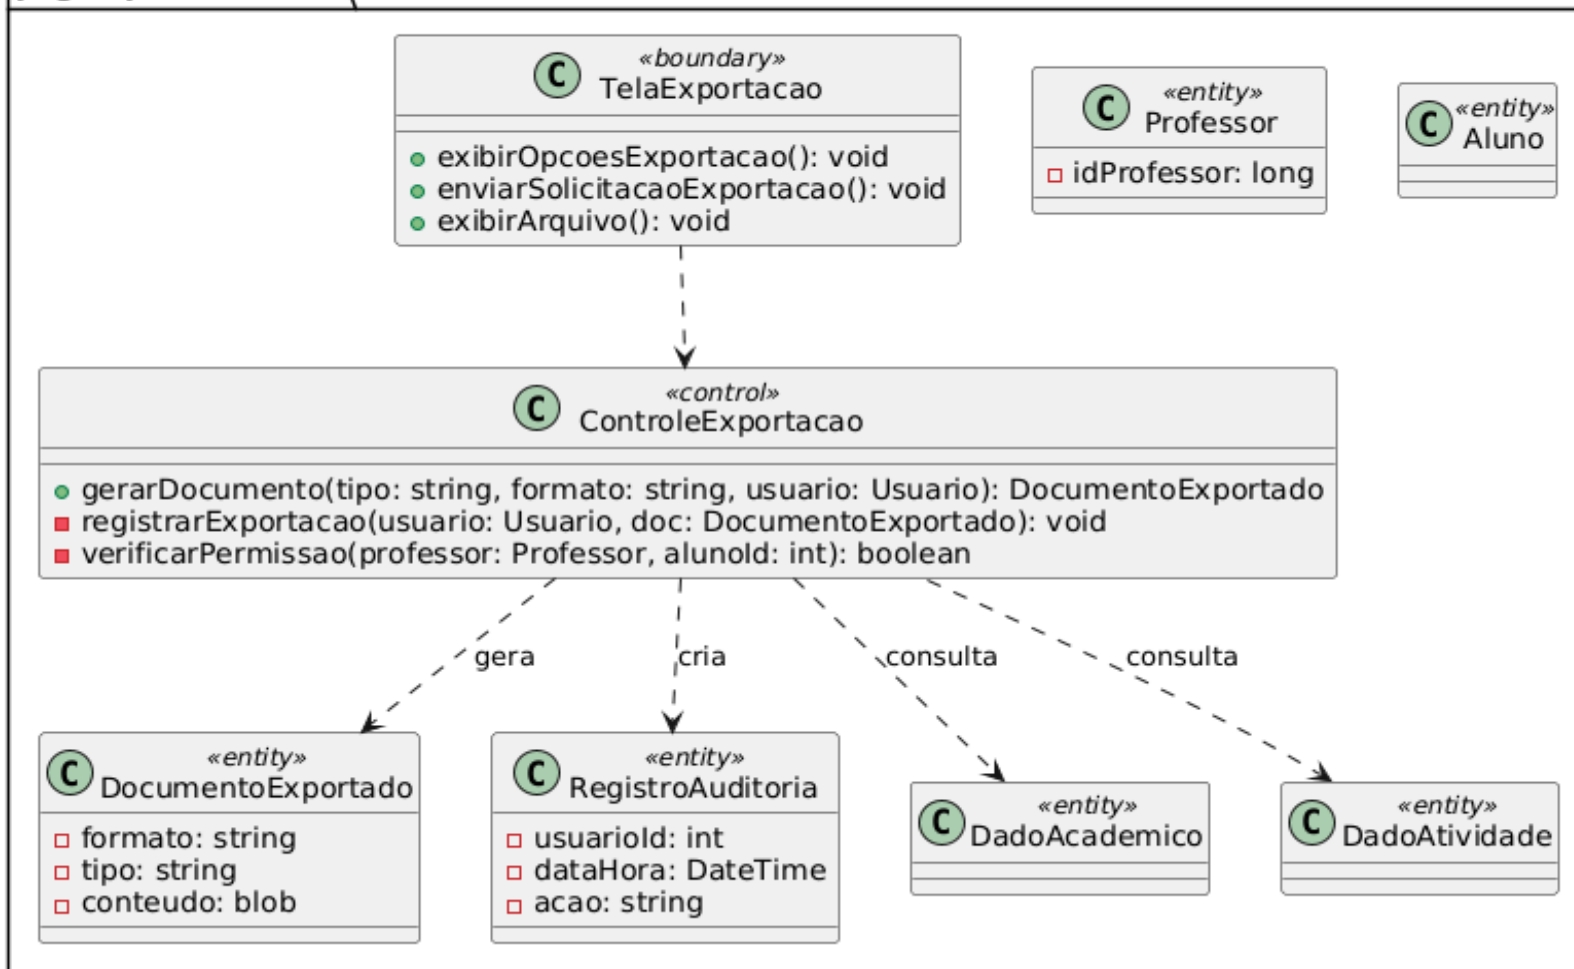 «boundary»
C TelaExportacao
exibirOpcoesExportacao(): void
enviarSolicitacaoExportacao(): void
exibirArquivo(): void
«entity»
C Professor
idProfessor: long
«entity»
C Aluno
«control»
C ControleExportacao
gerarDocumento(tipo: string, formato: string, usuario: Usuario): DocumentoExportado
registrarExportacao(usuario: Usuario, doc: DocumentoExportado): void
verificarPermissao(professor: Professor, alunoId: int): boolean
gera
cria
consulta
consulta
«entity»
C DocumentoExportado
formato: string
tipo: string
conteudo: blob
«entity»
C RegistroAuditoria
usuarioId: int
dataHora: DateTime
acao: string
«entity»
C DadoAcademico
«entity»
C DadoAtividade